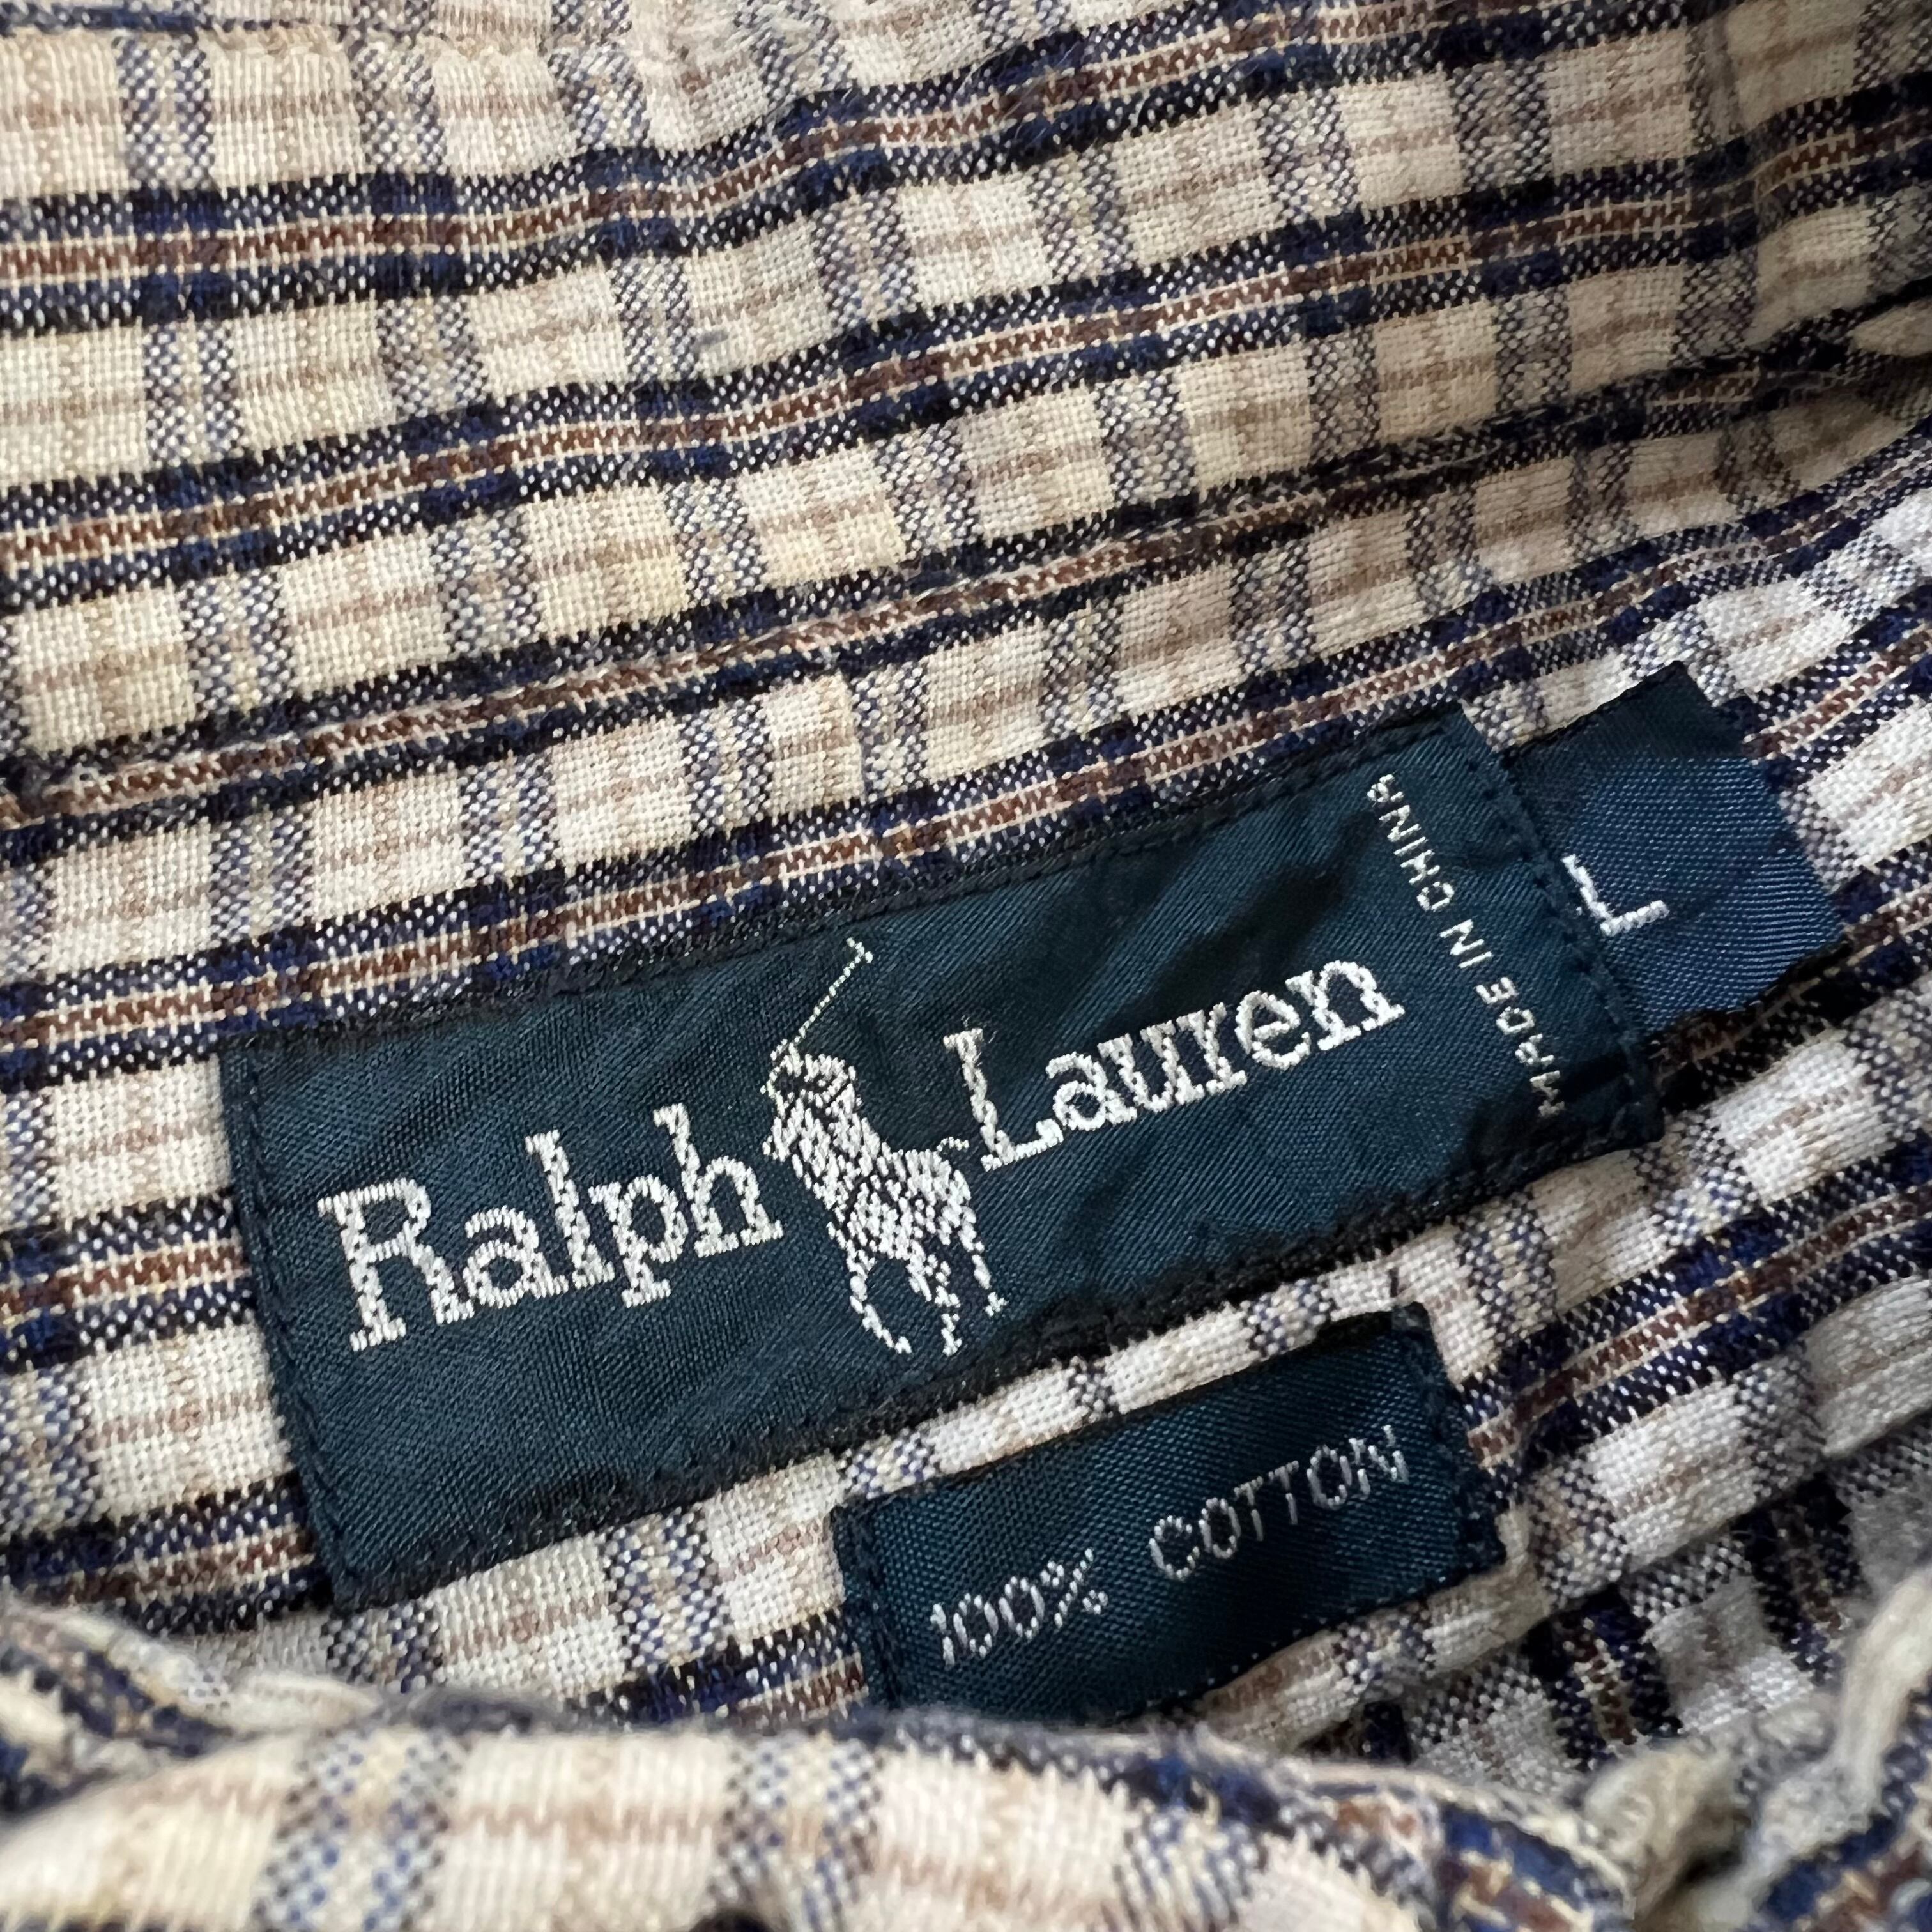 Ralph Lauren
MADE IN CHINA
L
100% COTTON